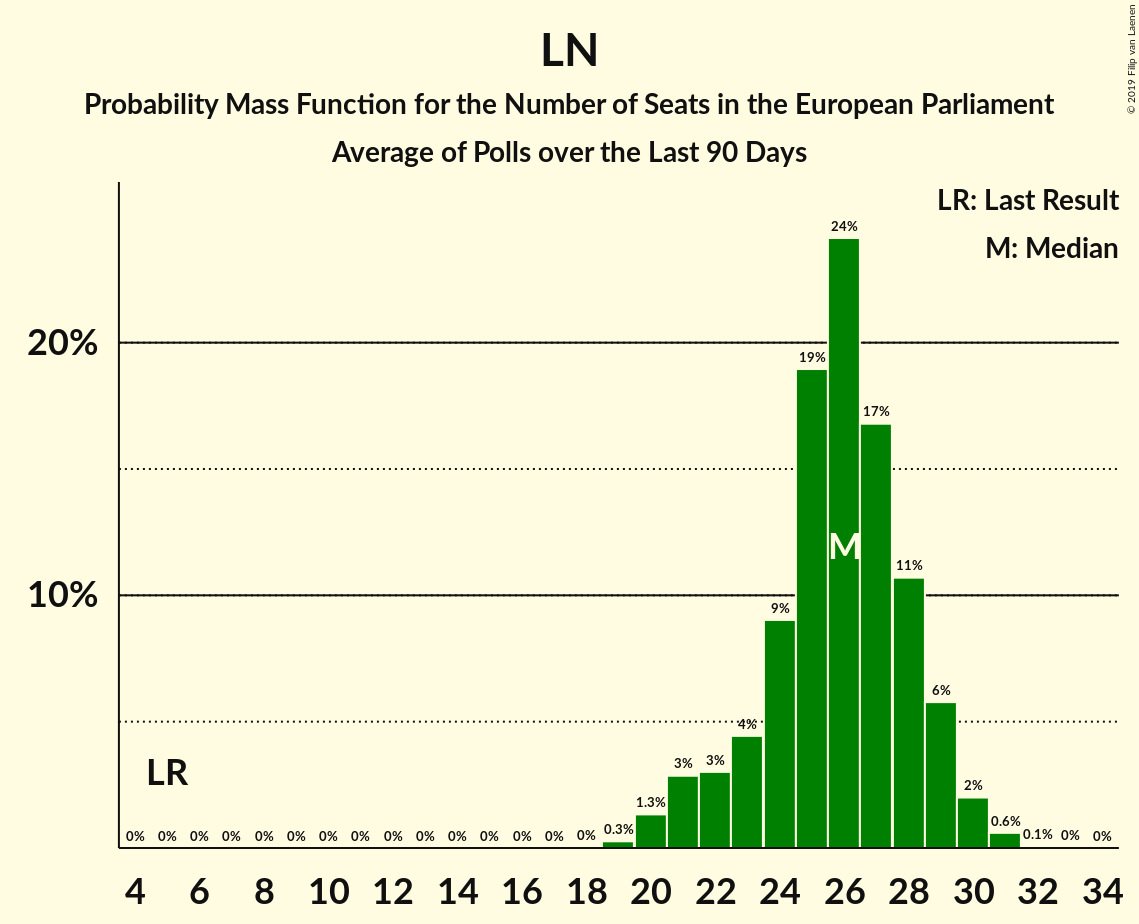 LN
Probability Mass Function for the Number of Seats in the European Parliament
Average of Polls over the Last 90 Days
© 2019 Filip van Laenen
LR: Last Result
M: Median
20%
10%
24%
19%
17%
M
11%
9%
6%
4%
LR
3%
3%
2%
1.3%
0.6%
0% 0% 0% 0% 0% 0% 0% 0% 0% 0% 0% 0% 0% 0% 0% 0.3% 0.1% 0% 0%
4 6 8 10 12 14 16 18 20 22 24 26 28 30 32 34